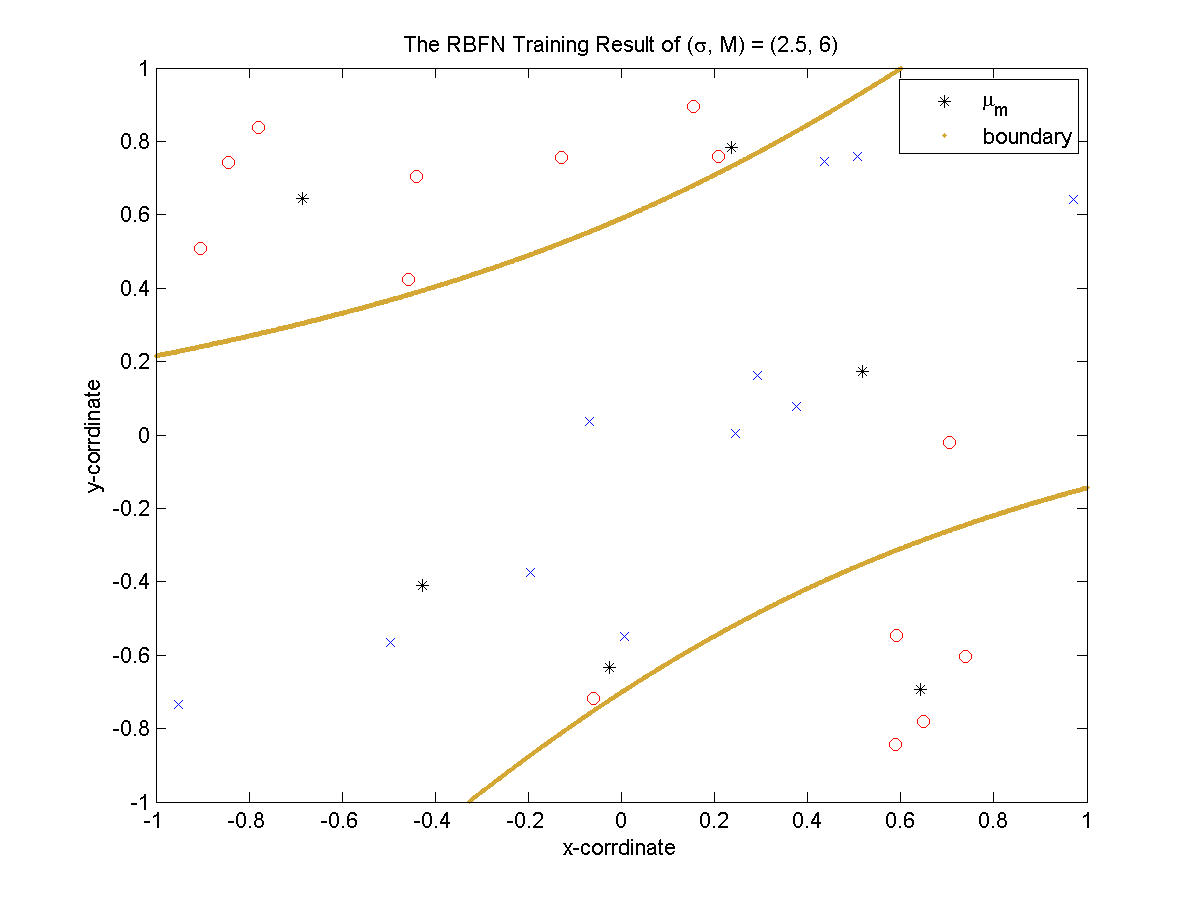 The RBFN Training Result of (σ, M) = (2.5, 6)
μm
boundary
1
0.8
0.6
0.4
0.2
0
-0.2
-0.4
-0.6
-0.8
-1
y-corrdinate
-1 -0.8 -0.6 -0.4 -0.2 0 0.2 0.4 0.6 0.8 1
x-corrdinate